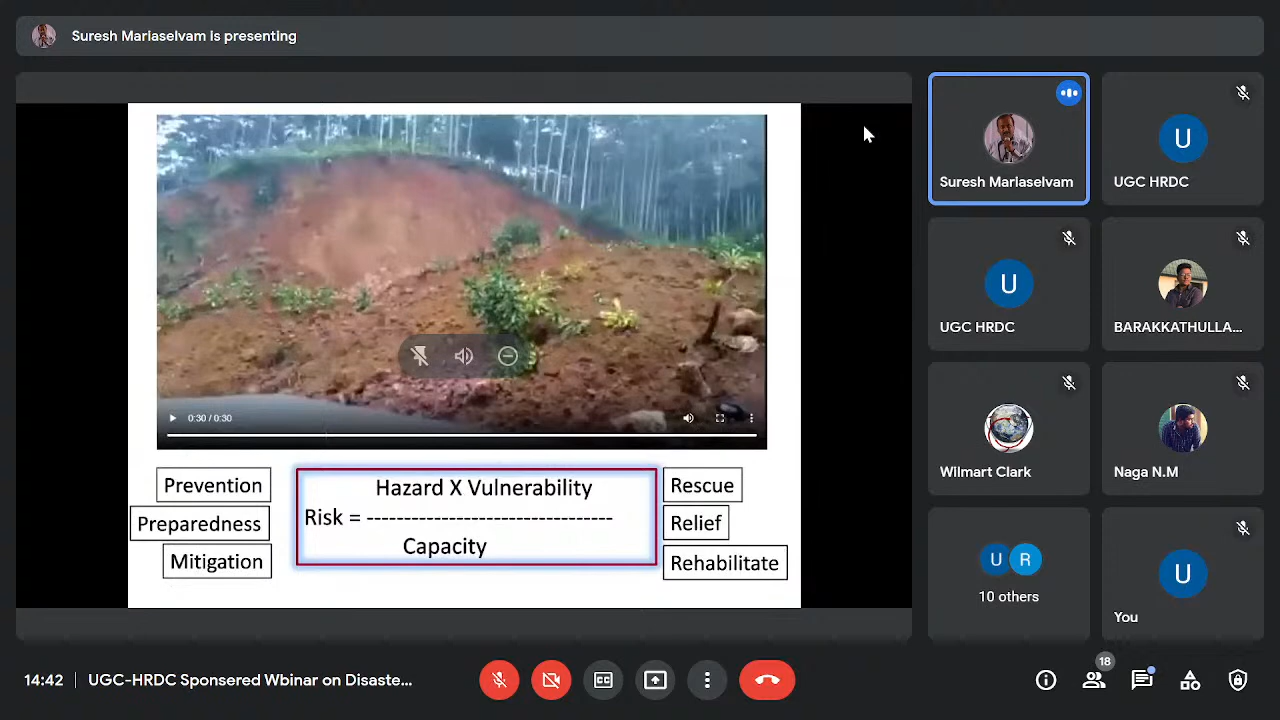 Suresh Mariaselvam is presenting
0:30 / 0:30
Prevention
Preparedness
Mitigation
Hazard X Vulnerability
Risk = ---------------------------------
Capacity
Rescue
Relief
Rehabilitate
Suresh Mariaselvam
U
UGC HRDC
U
UGC HRDC
BARAKKATHULLA...
Wilmart Clark
Naga N.M
U R
10 others
U
You
14:42 | UGC-HRDC Sponsered Wbinar on Disaste...
CC
18